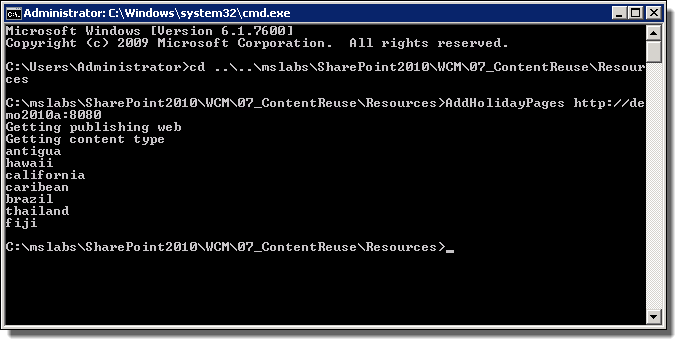 Administrator: C:\Windows\system32\cmd.exe
Microsoft Windows [Version 6.1.7600]
Copyright (c) 2009 Microsoft Corporation.  All rights reserved.
C:\Users\Administrator>cd ..\..\mslabs\SharePoint2010\WCM\07_ContentReuse\Resour
ces
C:\mslabs\SharePoint2010\WCM\07_ContentReuse\Resources>AddHolidayPages http://de
mo2010a:8080
Getting publishing web
Getting content type
antigua
hawaii
california
caribean
brazil
thailand
fiji
C:\mslabs\SharePoint2010\WCM\07_ContentReuse\Resources>_